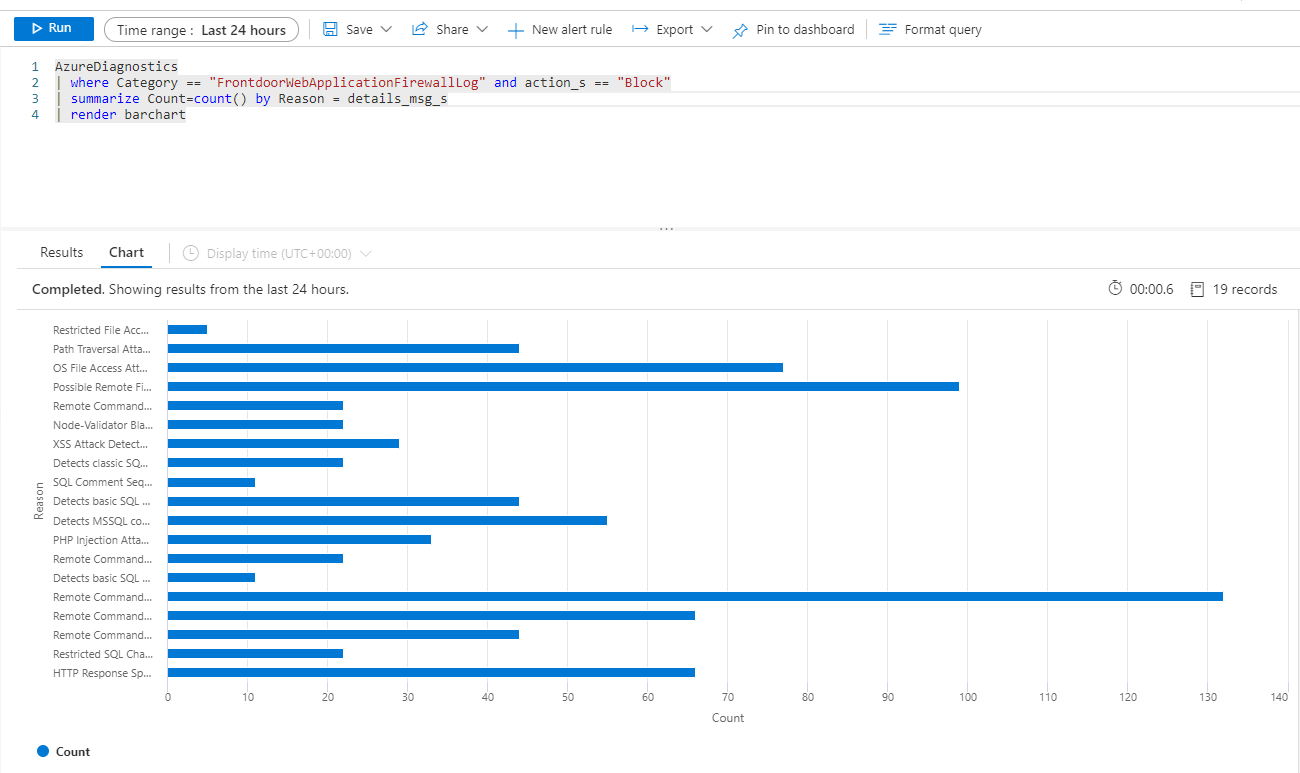 Run
Time range : Last 24 hours
Save
Share
New alert rule
Export
Pin to dashboard
Format query
1 AzureDiagnostics
2 | where Category == "FrontdoorWebApplicationFirewallLog" and action_s == "Block"
3 | summarize Count=count() by Reason = details_msg_s
4 | render barchart
...
Results
Chart
Display time (UTC+00:00)
Completed. Showing results from the last 24 hours.
00:00.6
19 records
Reason
Restricted File Acc...
Path Traversal Atta...
OS File Access Att...
Possible Remote Fi...
Remote Command...
Node-Validator Bla...
XSS Attack Detect...
Detects classic SQ...
SQL Comment Seq...
Detects basic SQL ...
Detects MSSQL co...
PHP Injection Atta...
Remote Command...
Detects basic SQL ...
Remote Command...
Remote Command...
Remote Command...
Restricted SQL Cha...
HTTP Response Sp...
0 10 20 30 40 50 60 70 80 90 100 110 120 130 140
Count
Count